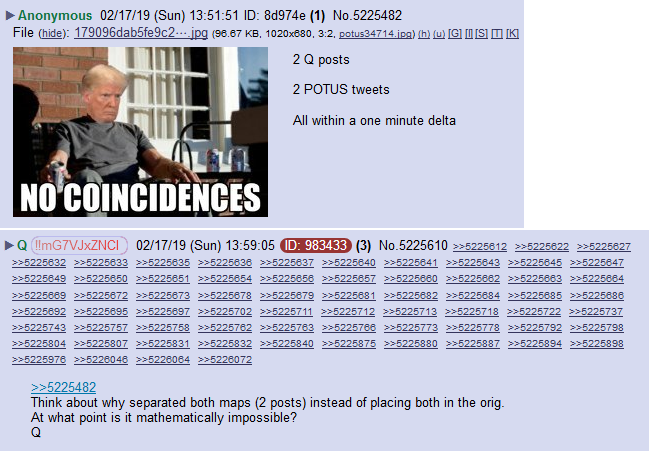 Anonymous 02/17/19 (Sun) 13:51:51 ID: 8d974e (1) No.5225482
File (hide): 179096dab5fe9c2⋯.jpg (96.67 KB, 1020x680, 3:2, potus34714.jpg) (h) (u) [G] [I] [S] [T] [K]
2 Q posts
2 POTUS tweets
All within a one minute delta
NO COINCIDENCES
Q !!mG7VJxZNCI 02/17/19 (Sun) 13:59:05 ID: 983433 (3) No.5225610 >>5225612 >>5225622 >>5225627
>>5225632 >>5225633 >>5225635 >>5225636 >>5225637 >>5225640 >>5225641 >>5225643 >>5225645 >>5225647
>>5225649 >>5225650 >>5225651 >>5225654 >>5225656 >>5225657 >>5225660 >>5225662 >>5225663 >>5225664
>>5225669 >>5225672 >>5225673 >>5225678 >>5225679 >>5225681 >>5225682 >>5225684 >>5225685 >>5225686
>>5225692 >>5225695 >>5225697 >>5225702 >>5225711 >>5225712 >>5225713 >>5225718 >>5225722 >>5225737
>>5225743 >>5225757 >>5225758 >>5225762 >>5225763 >>5225766 >>5225773 >>5225778 >>5225792 >>5225798
>>5225804 >>5225807 >>5225831 >>5225832 >>5225840 >>5225875 >>5225880 >>5225887 >>5225894 >>5225898
>>5225976 >>5226046 >>5226064 >>5226072
>>5225482
Think about why separated both maps (2 posts) instead of placing both in the orig.
At what point is it mathematically impossible?
Q